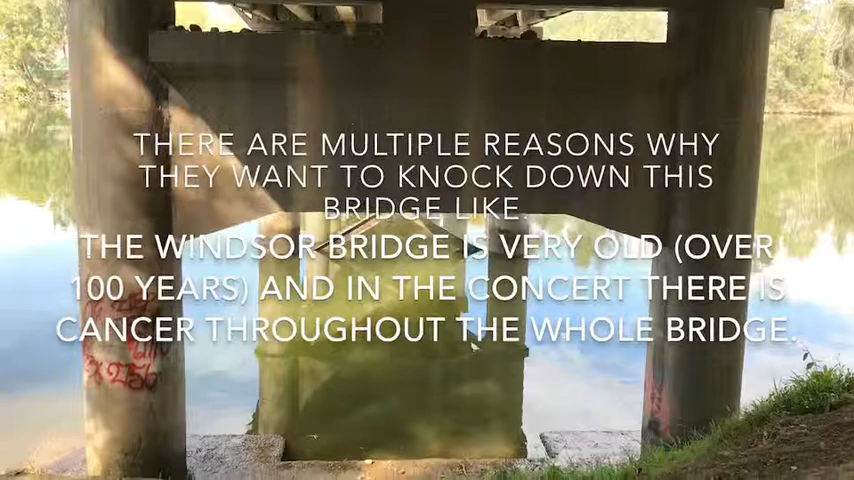 THERE ARE MULTIPLE REASONS WHY
THEY WANT TO KNOCK DOWN THIS
BRIDGE LIKE.
THE WINDSOR BRIDGE IS VERY OLD (OVER
100 YEARS) AND IN THE CONCERT THERE IS
CANCER THROUGHOUT THE WHOLE BRIDGE.